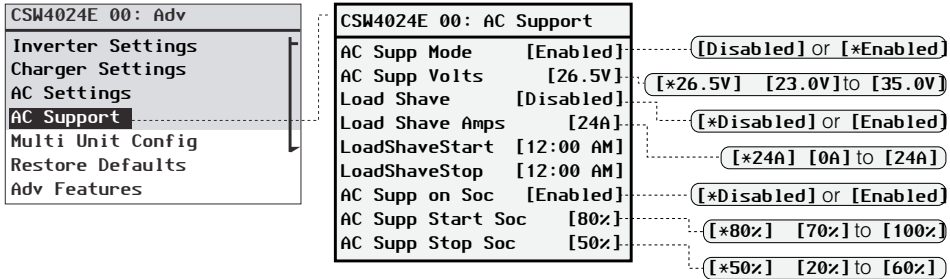 CSW4024E 00: Adv
Inverter Settings
Charger Settings
AC Settings
AC Support
Multi Unit Config
Restore Defaults
Adv Features
CSW4024E 00: AC Support
AC Supp Mode [Enabled]
AC Supp Volts [26.5V]
Load Shave [Disabled]
Load Shave Amps [24A]
LoadShaveStart [12:00 AM]
LoadShaveStop [12:00 AM]
AC Supp on Soc [Enabled]
AC Supp Start Soc [80%]
AC Supp Stop Soc [50%]
[Disabled] or [*Enabled]
[*26.5V] [23.0V]to [35.0V]
[*Disabled] or [Enabled]
[*24A] [0A] to [24A]
[*Disabled] or [Enabled]
[*80%] [70%] to [100%]
[*50%] [20%] to [60%]